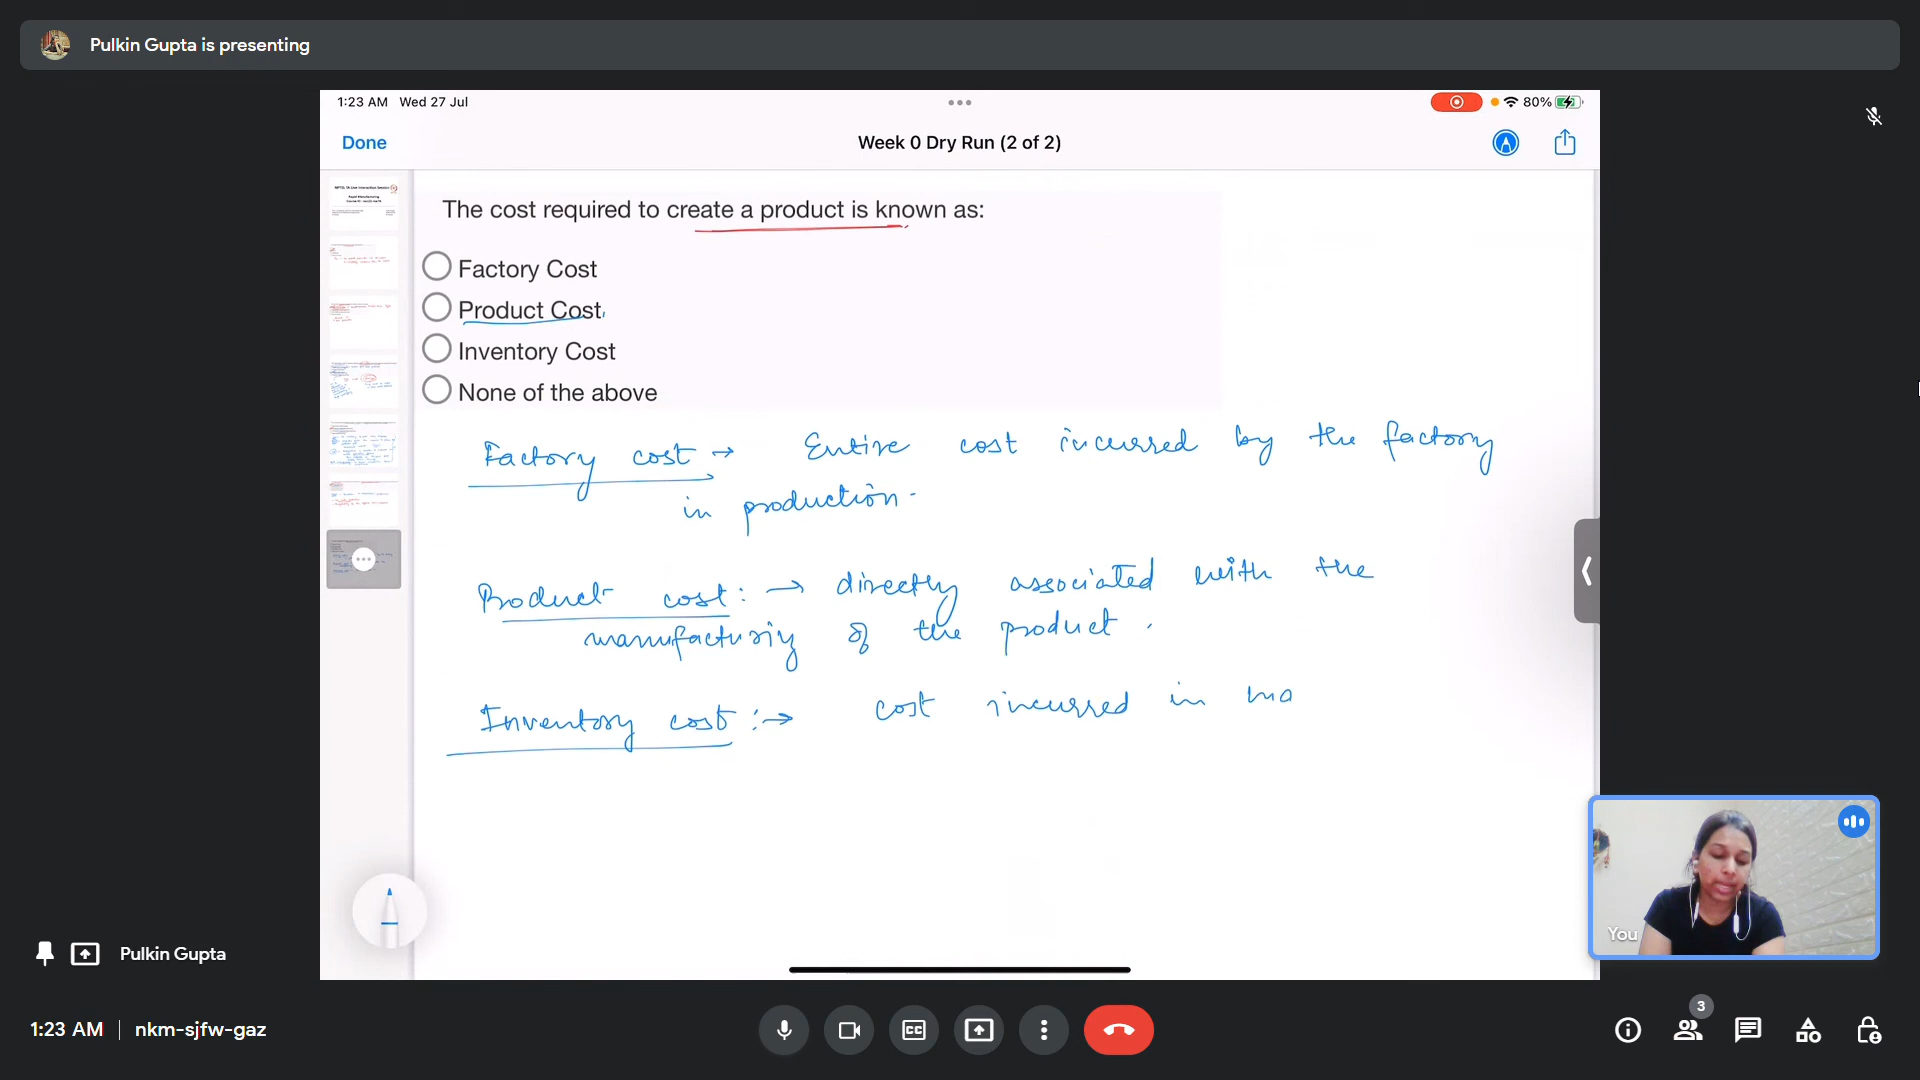 Pulkin Gupta is presenting
1:23 AM Wed 27 Jul
80%
Done
Week 0 Dry Run (2 of 2)
The cost required to create a product is known as:
Factory Cost
Product Cost
Inventory Cost
None of the above
Factory cost → Entire cost incurred by the factory
in production.
Product cost: → directly associated with the
manufacturing of the product.
Inventory cost: → cost incurred in ma
You
Pulkin Gupta
1:23 AM | nkm-sjfw-gaz
CC
3